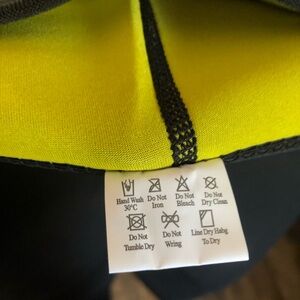 Hand Wash Do Not Do Not Do Not
30°C Iron Bleach Dry Clean
Do Not Do Not Line Dry Hang
Tumble Dry Wring To Dry